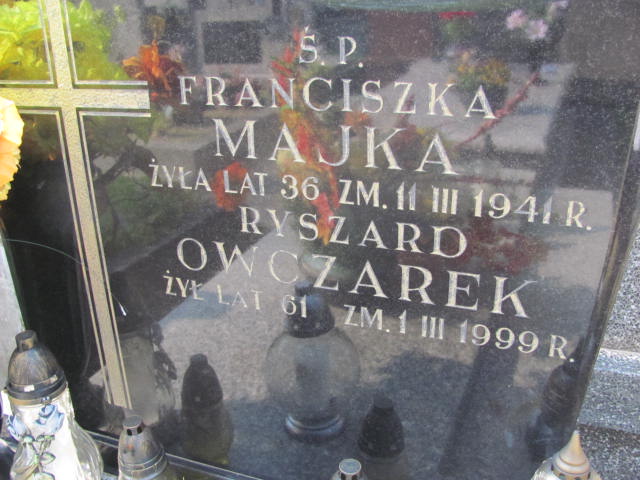 Ś. P.
FRANCISZKA
MAJKA
ŻYŁA LAT 36 ZM. 11 III 1941 R.
RYSZARD
OWCZAREK
ŻYŁ LAT 61 ZM. 1 III 1999 R.